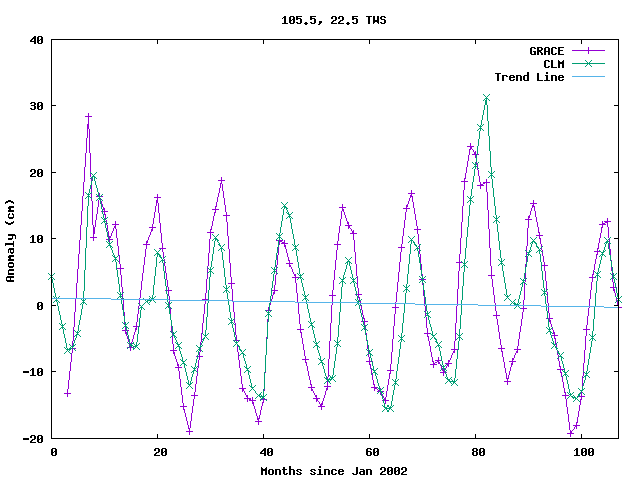 105.5, 22.5 TWS
40
30
20
10
0
-10
-20
GRACE
CLM
Trend Line
Anomaly (cm)
0 20 40 60 80 100
Months since Jan 2002